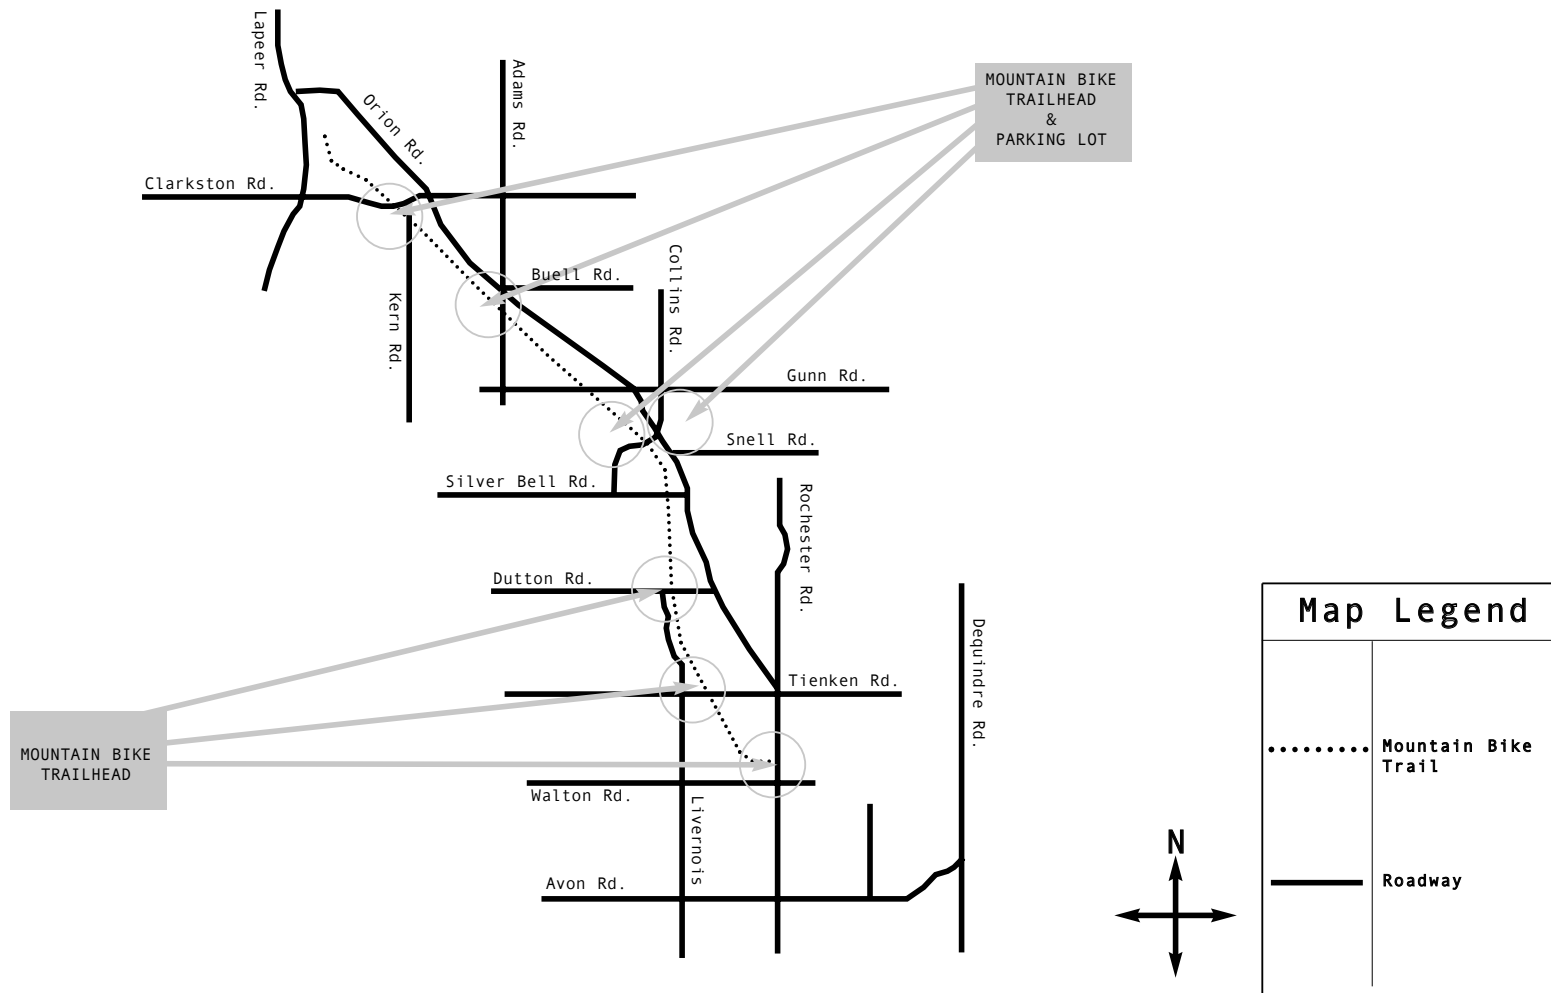 Lapeer Rd.
Orion Rd.
Adams Rd.
MOUNTAIN BIKE
TRAILHEAD
&
PARKING LOT
Clarkston Rd.
Kern Rd.
Buell Rd.
Collins Rd.
Gunn Rd.
Snell Rd.
Silver Bell Rd.
Rochester Rd.
Dutton Rd.
Dequindre Rd.
Tienken Rd.
MOUNTAIN BIKE
TRAILHEAD
Walton Rd.
Livernois
Avon Rd.
N
Map Legend
Mountain Bike
Trail
Roadway